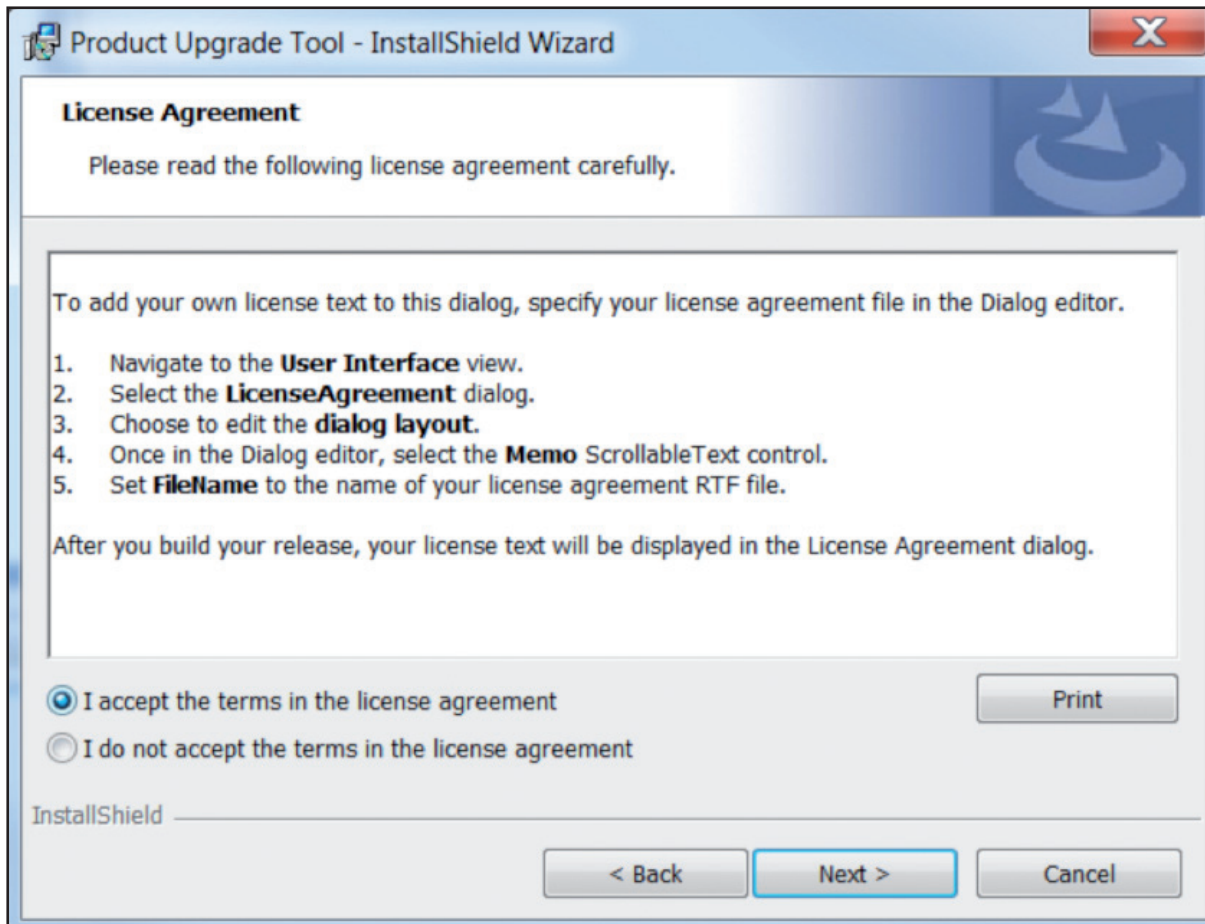 Product Upgrade Tool - InstallShield Wizard
X
License Agreement
Please read the following license agreement carefully.
To add your own license text to this dialog, specify your license agreement file in the Dialog editor.
1. Navigate to the User Interface view.
2. Select the LicenseAgreement dialog.
3. Choose to edit the dialog layout.
4. Once in the Dialog editor, select the Memo ScrollableText control.
5. Set FileName to the name of your license agreement RTF file.
After you build your release, your license text will be displayed in the License Agreement dialog.
I accept the terms in the license agreement
Print
I do not accept the terms in the license agreement
InstallShield
< Back Next > Cancel